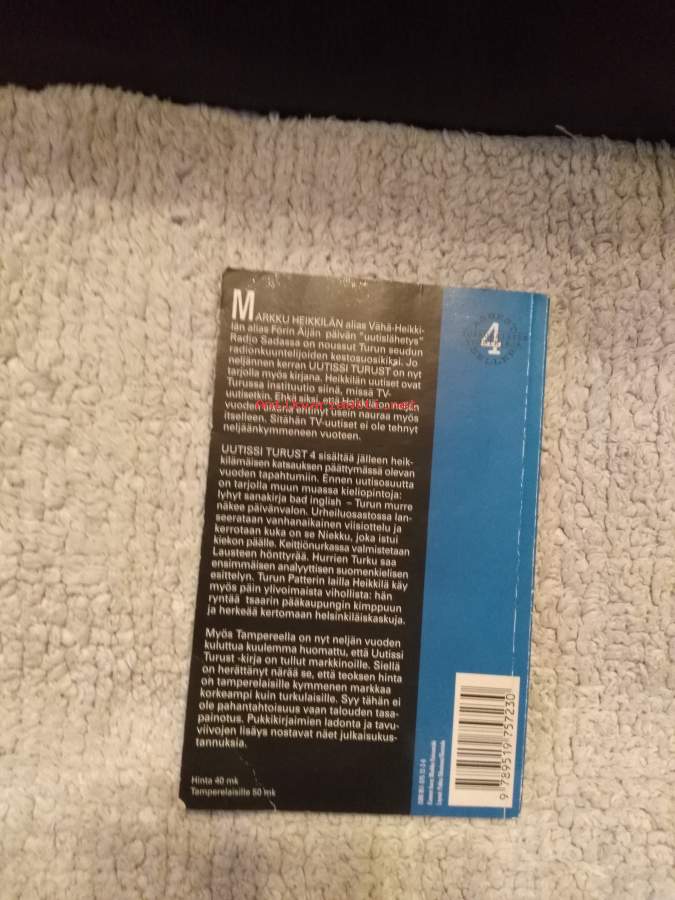 MARKKU HEIKKILÄN alias Vähä-Heikki-
län alias Förin Äijän päivän "uutislähetys"
Radio Sadassa on noussut Turun seudun
radionkuuntelijoiden kestosuosikiksi. Jo
neljännen kerran UUTISSI TURUST on nyt
tarjolla myös kirjana. Heikkilän uutiset ovat
Turussa instituutio siinä, missä TV-
uutisetkin
vuodessa usein nauraa myös
itselleen. Sitähän TV-uutiset ei ole tehnyt
neljäänkymmeneen vuoteen.
UUTISSI TURUST 4 sisältää jälleen heik-
kilämäisen katsauksen päättymässä olevan
vuoden tapahtumiin. Ennen uutisosuutta
on tarjolla muun muassa kieliopintoja:
lyhyt sanakirja bad inglish – Turun murre
näkee päivänvalon. Urheiluosastossa lan-
seerataan vanhanaikainen viisiottelu ja
kerrotaan kuka on se Niekku, joka istui
kiekon päälle. Keittiönurkassa valmistetaan
Lausteen hönttyrää. Hurrien Turku saa
ensimmäisen analyyttisen suomenkielisen
esittelyn. Turun Patterin lailla Heikkilä käy
myös päin ylivoimaista vihollista: hän
ryntää tsaarin pääkaupungin kimppuun
ja herkeää kertomaan helsinkiläiskaskuja.
Myös Tampereella on nyt neljän vuoden
kuluttua kuulemma huomattu, että Uutissi
Turust -kirja on tullut markkinoille. Siellä
on herättänyt närää se, että teoksen hinta
on tamperelaisille kymmenen markkaa
korkeampi kuin turkulaisille. Syy tähän ei
ole pahantahtoisuus vaan talouden tasa-
painotus. Pukkikirjaimien ladonta ja tavu-
viivojen lisäys nostavat näet julkaisukus-
tannuksia.
Hinta 40 mk
Tamperelaisille 50 mk
4
9 789519 757230